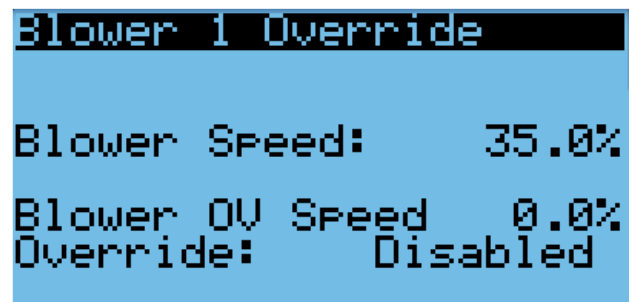 Blower 1 Override
Blower Speed: 35.0%
Blower OV Speed 0.0%
Override: Disabled